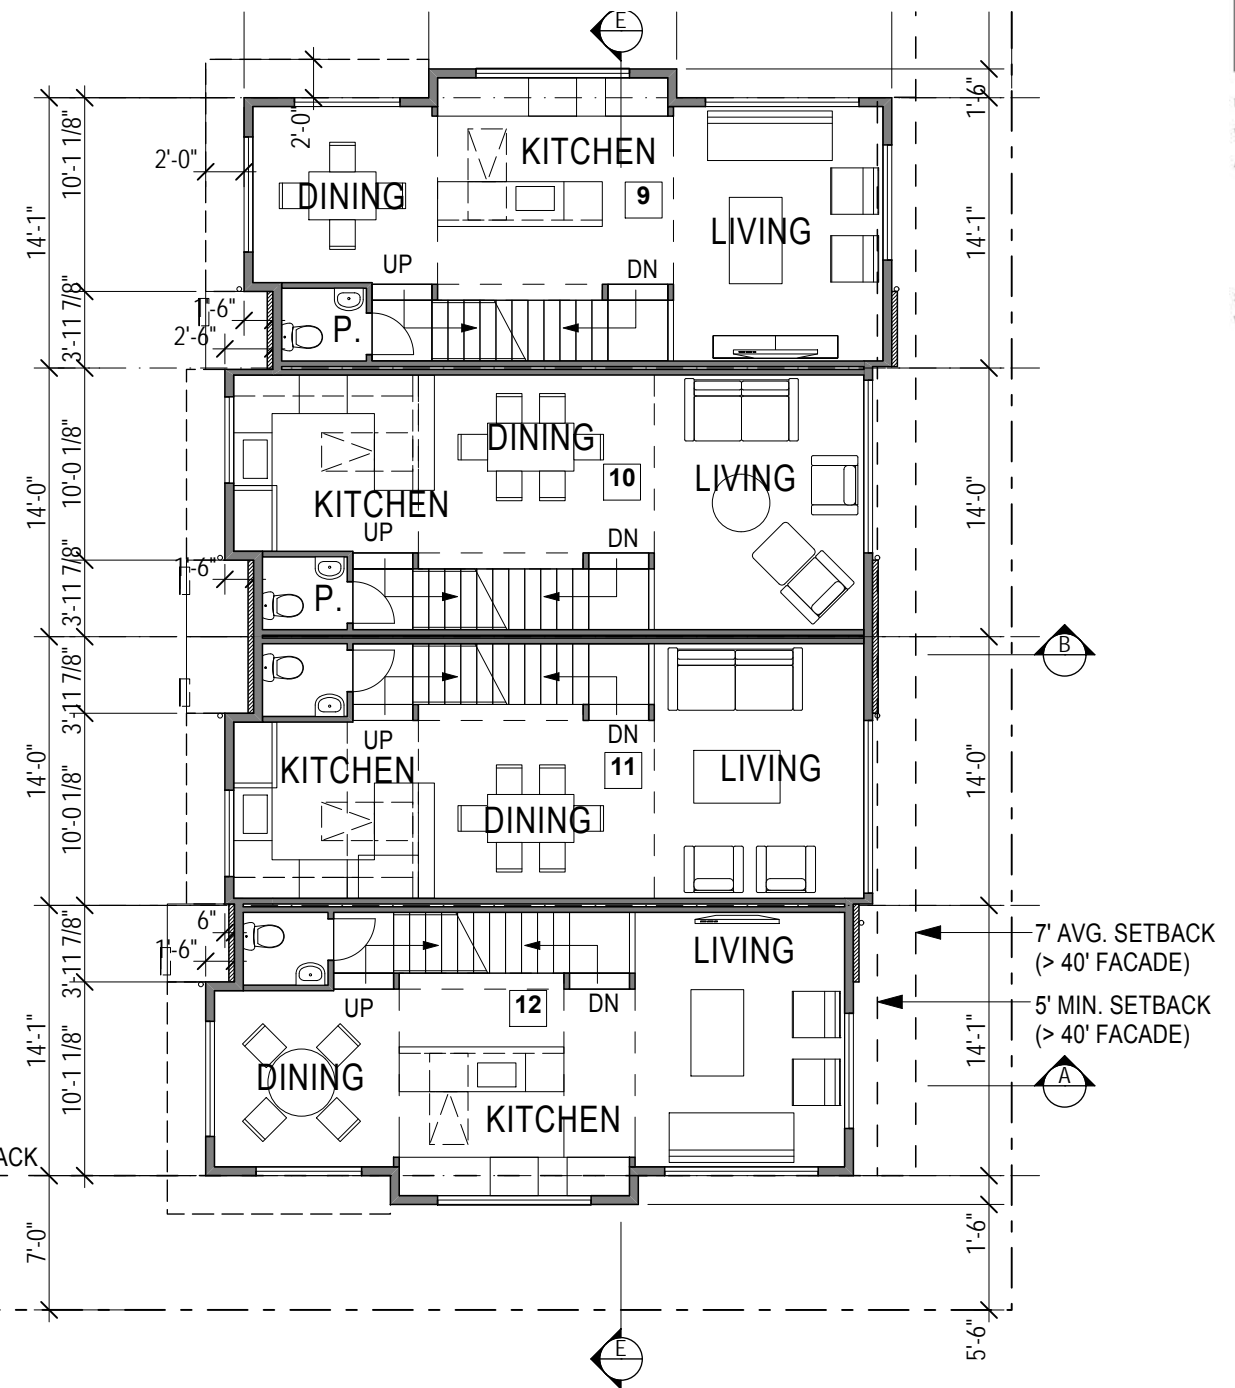 E
1'-6"
2'-0"
10'-1 1/8"
2'-0"
KITCHEN
DINING
9
14'-1"
LIVING
14'-1"
UP
DN
3'-11 7/8"
1'-6"
2'-6"
P.
10'-0 1/8"
DINING
10
LIVING
14'-0"
KITCHEN
14'-0"
UP
DN
3'-11 7/8"
1'-6"
P.
B
3'-11 7/8"
UP
DN
14'-0"
KITCHEN
11
LIVING
14'-0"
10'-0 1/8"
DINING
6"
1'-6"
3'-11 7/8"
LIVING
7' AVG. SETBACK
(> 40' FACADE)
UP
12
DN
5' MIN. SETBACK
(> 40' FACADE)
14'-1"
14'-1"
10'-1 1/8"
DINING
A
KITCHEN
ACK
7'-0"
1'-6"
5'-6"
E